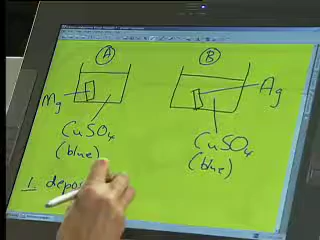 A B
Mg Ag
CuSO4 CuSO4
(blue) (blue)
1. depos